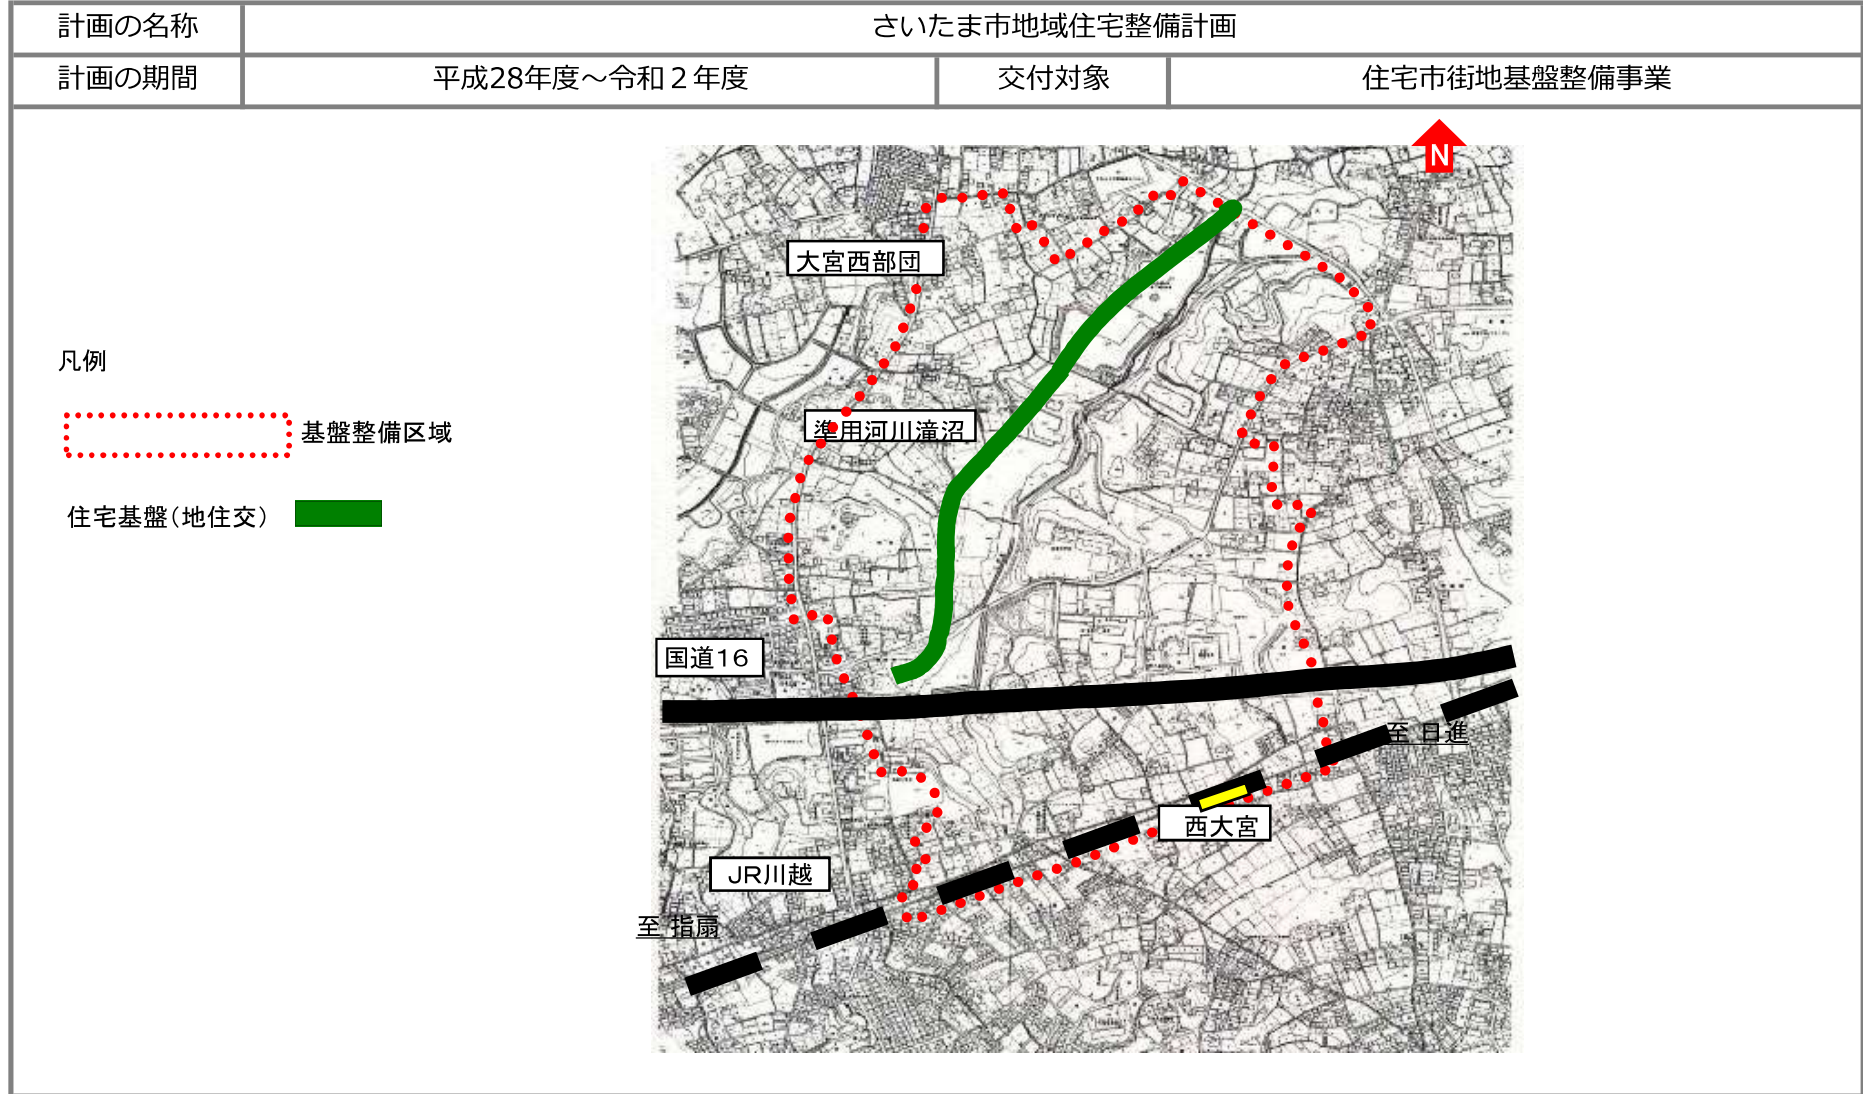 計画の名称 さいたま市地域住宅整備計画
計画の期間 平成28年度～令和２年度 交付対象 住宅市街地基盤整備事業
N
大宮西部団
凡例
準用河川滝沼
基盤整備区域
住宅基盤（地住交）
国道１６
至 日進
西大宮
ＪＲ川越
至 指扇